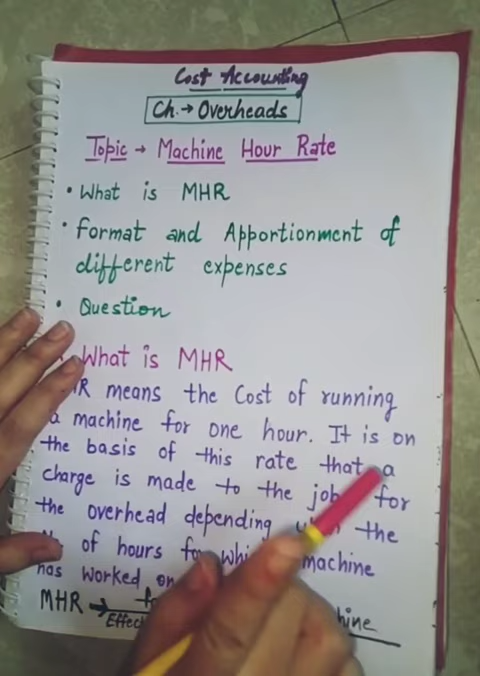 Cost Accounting
Ch.→ Overheads
Topic → Machine Hour Rate
• What is MHR
• Format and Apportionment of
different expenses
• Question
What is MHR
means the Cost of running
a machine for one hour. It is on
the basis of this rate that a
charge is made to the job for
the overhead depending the
of hours machine
has worked on
MHR →